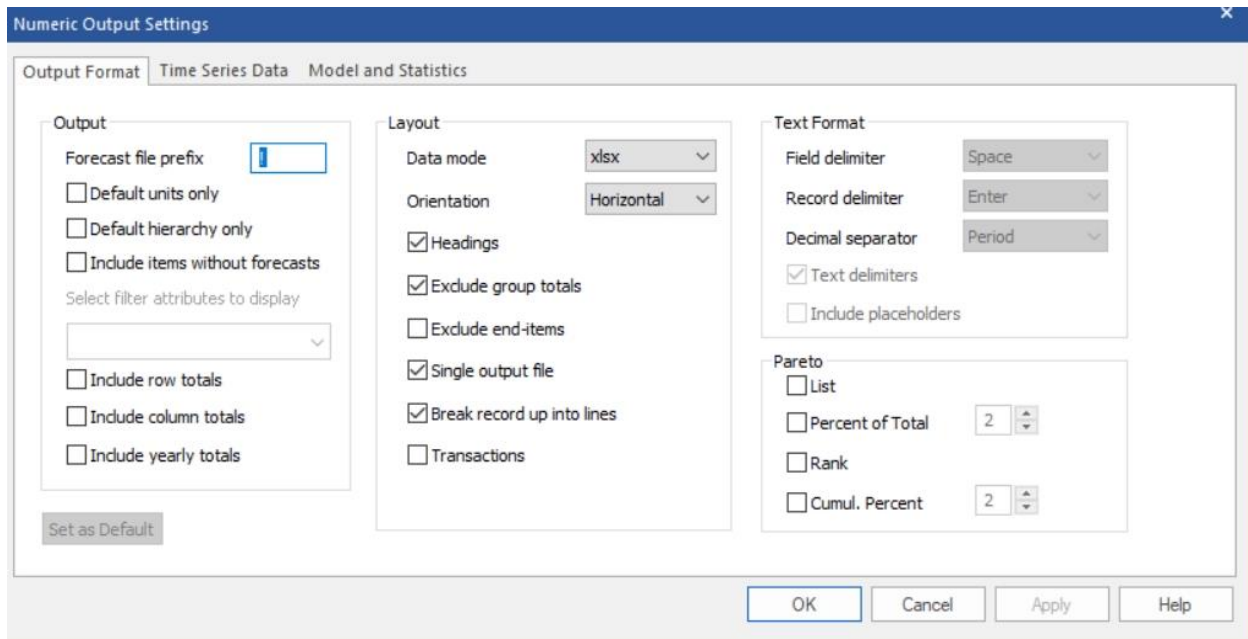 Numeric Output Settings
Output Format
Time Series Data
Model and Statistics
Output
Forecast file prefix
Default units only
Default hierarchy only
Include items without forecasts
Select filter attributes to display
Include row totals
Include column totals
Include yearly totals
Set as Default
Layout
Data mode
xlsx
Orientation
Horizontal
Headings
Exclude group totals
Exclude end-items
Single output file
Break record up into lines
Transactions
Text Format
Field delimiter
Space
Record delimiter
Enter
Decimal separator
Period
Text delimiters
Include placeholders
Pareto
List
Percent of Total
2
Rank
Cumul. Percent
2
OK
Cancel
Apply
Help